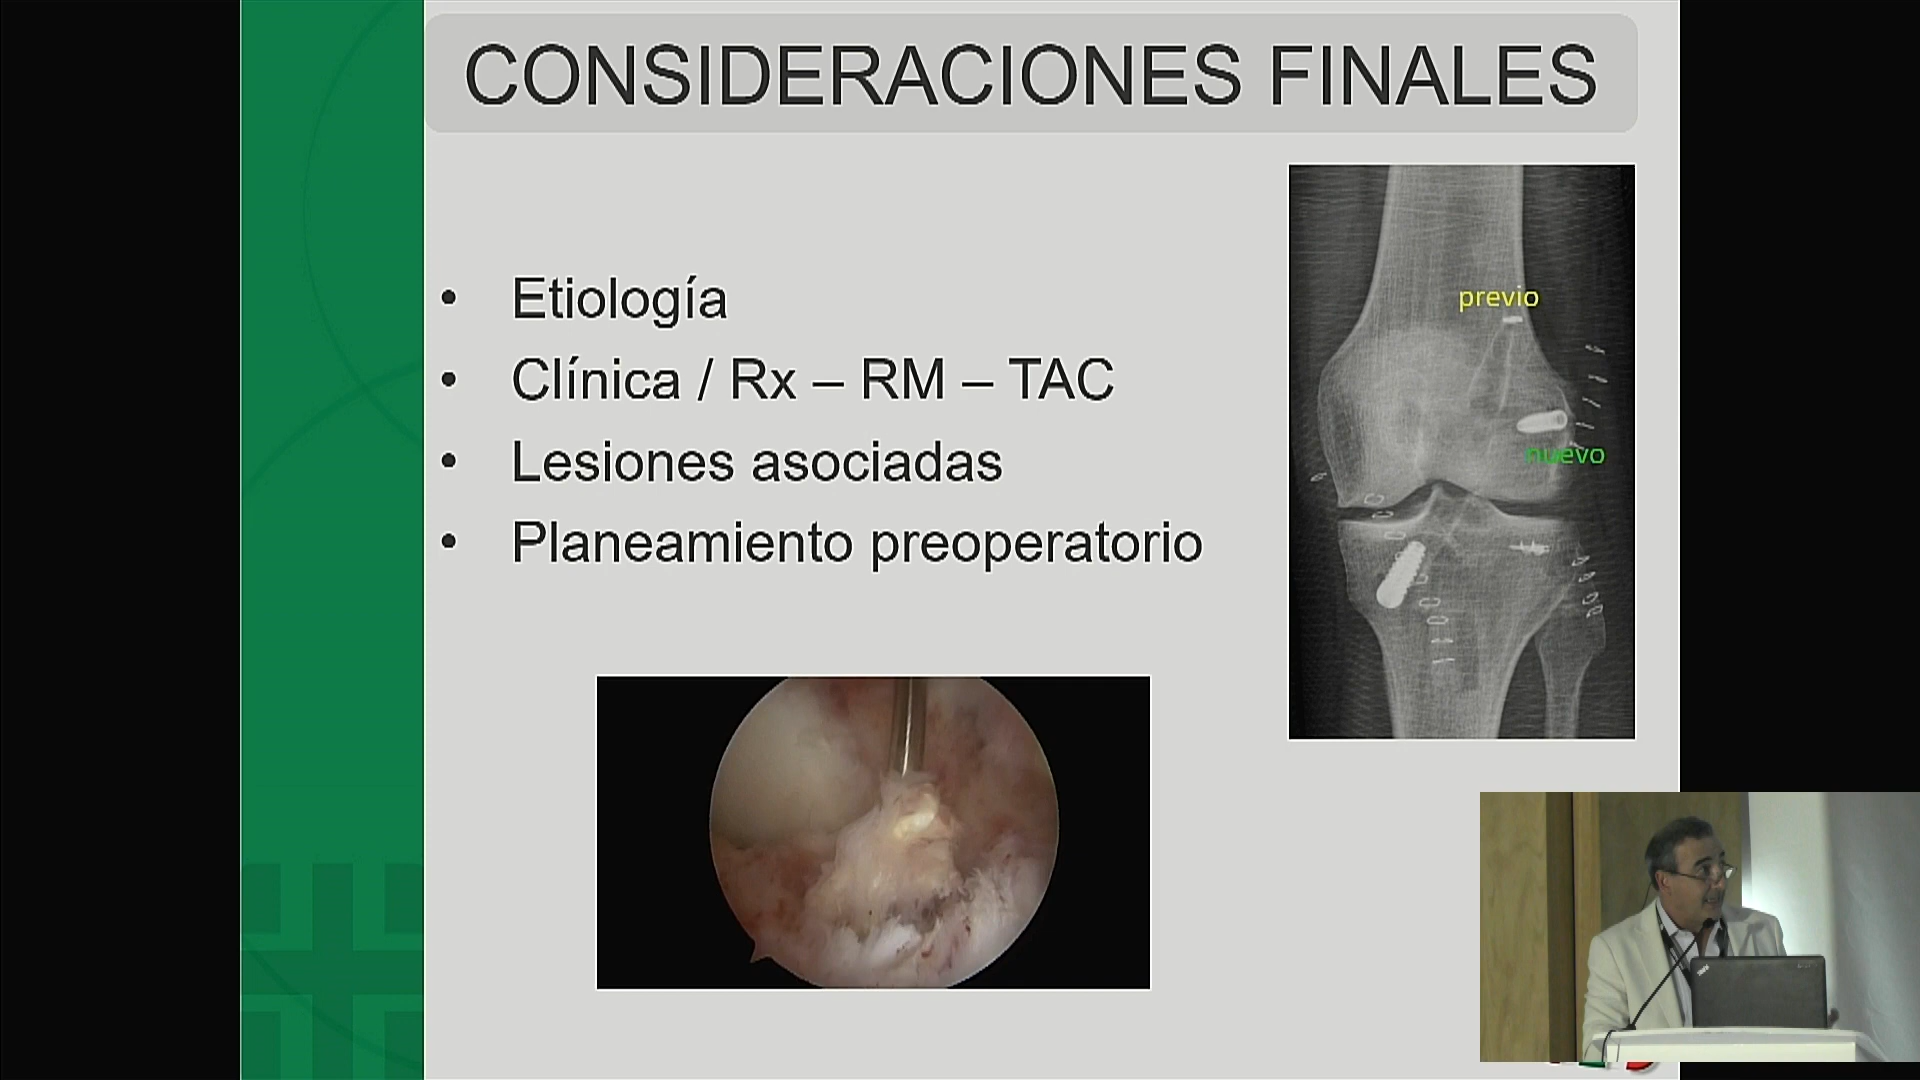 CONSIDERACIONES FINALES
• Etiología
• Clínica / Rx – RM – TAC
• Lesiones asociadas
• Planeamiento preoperatorio
previo
nuevo